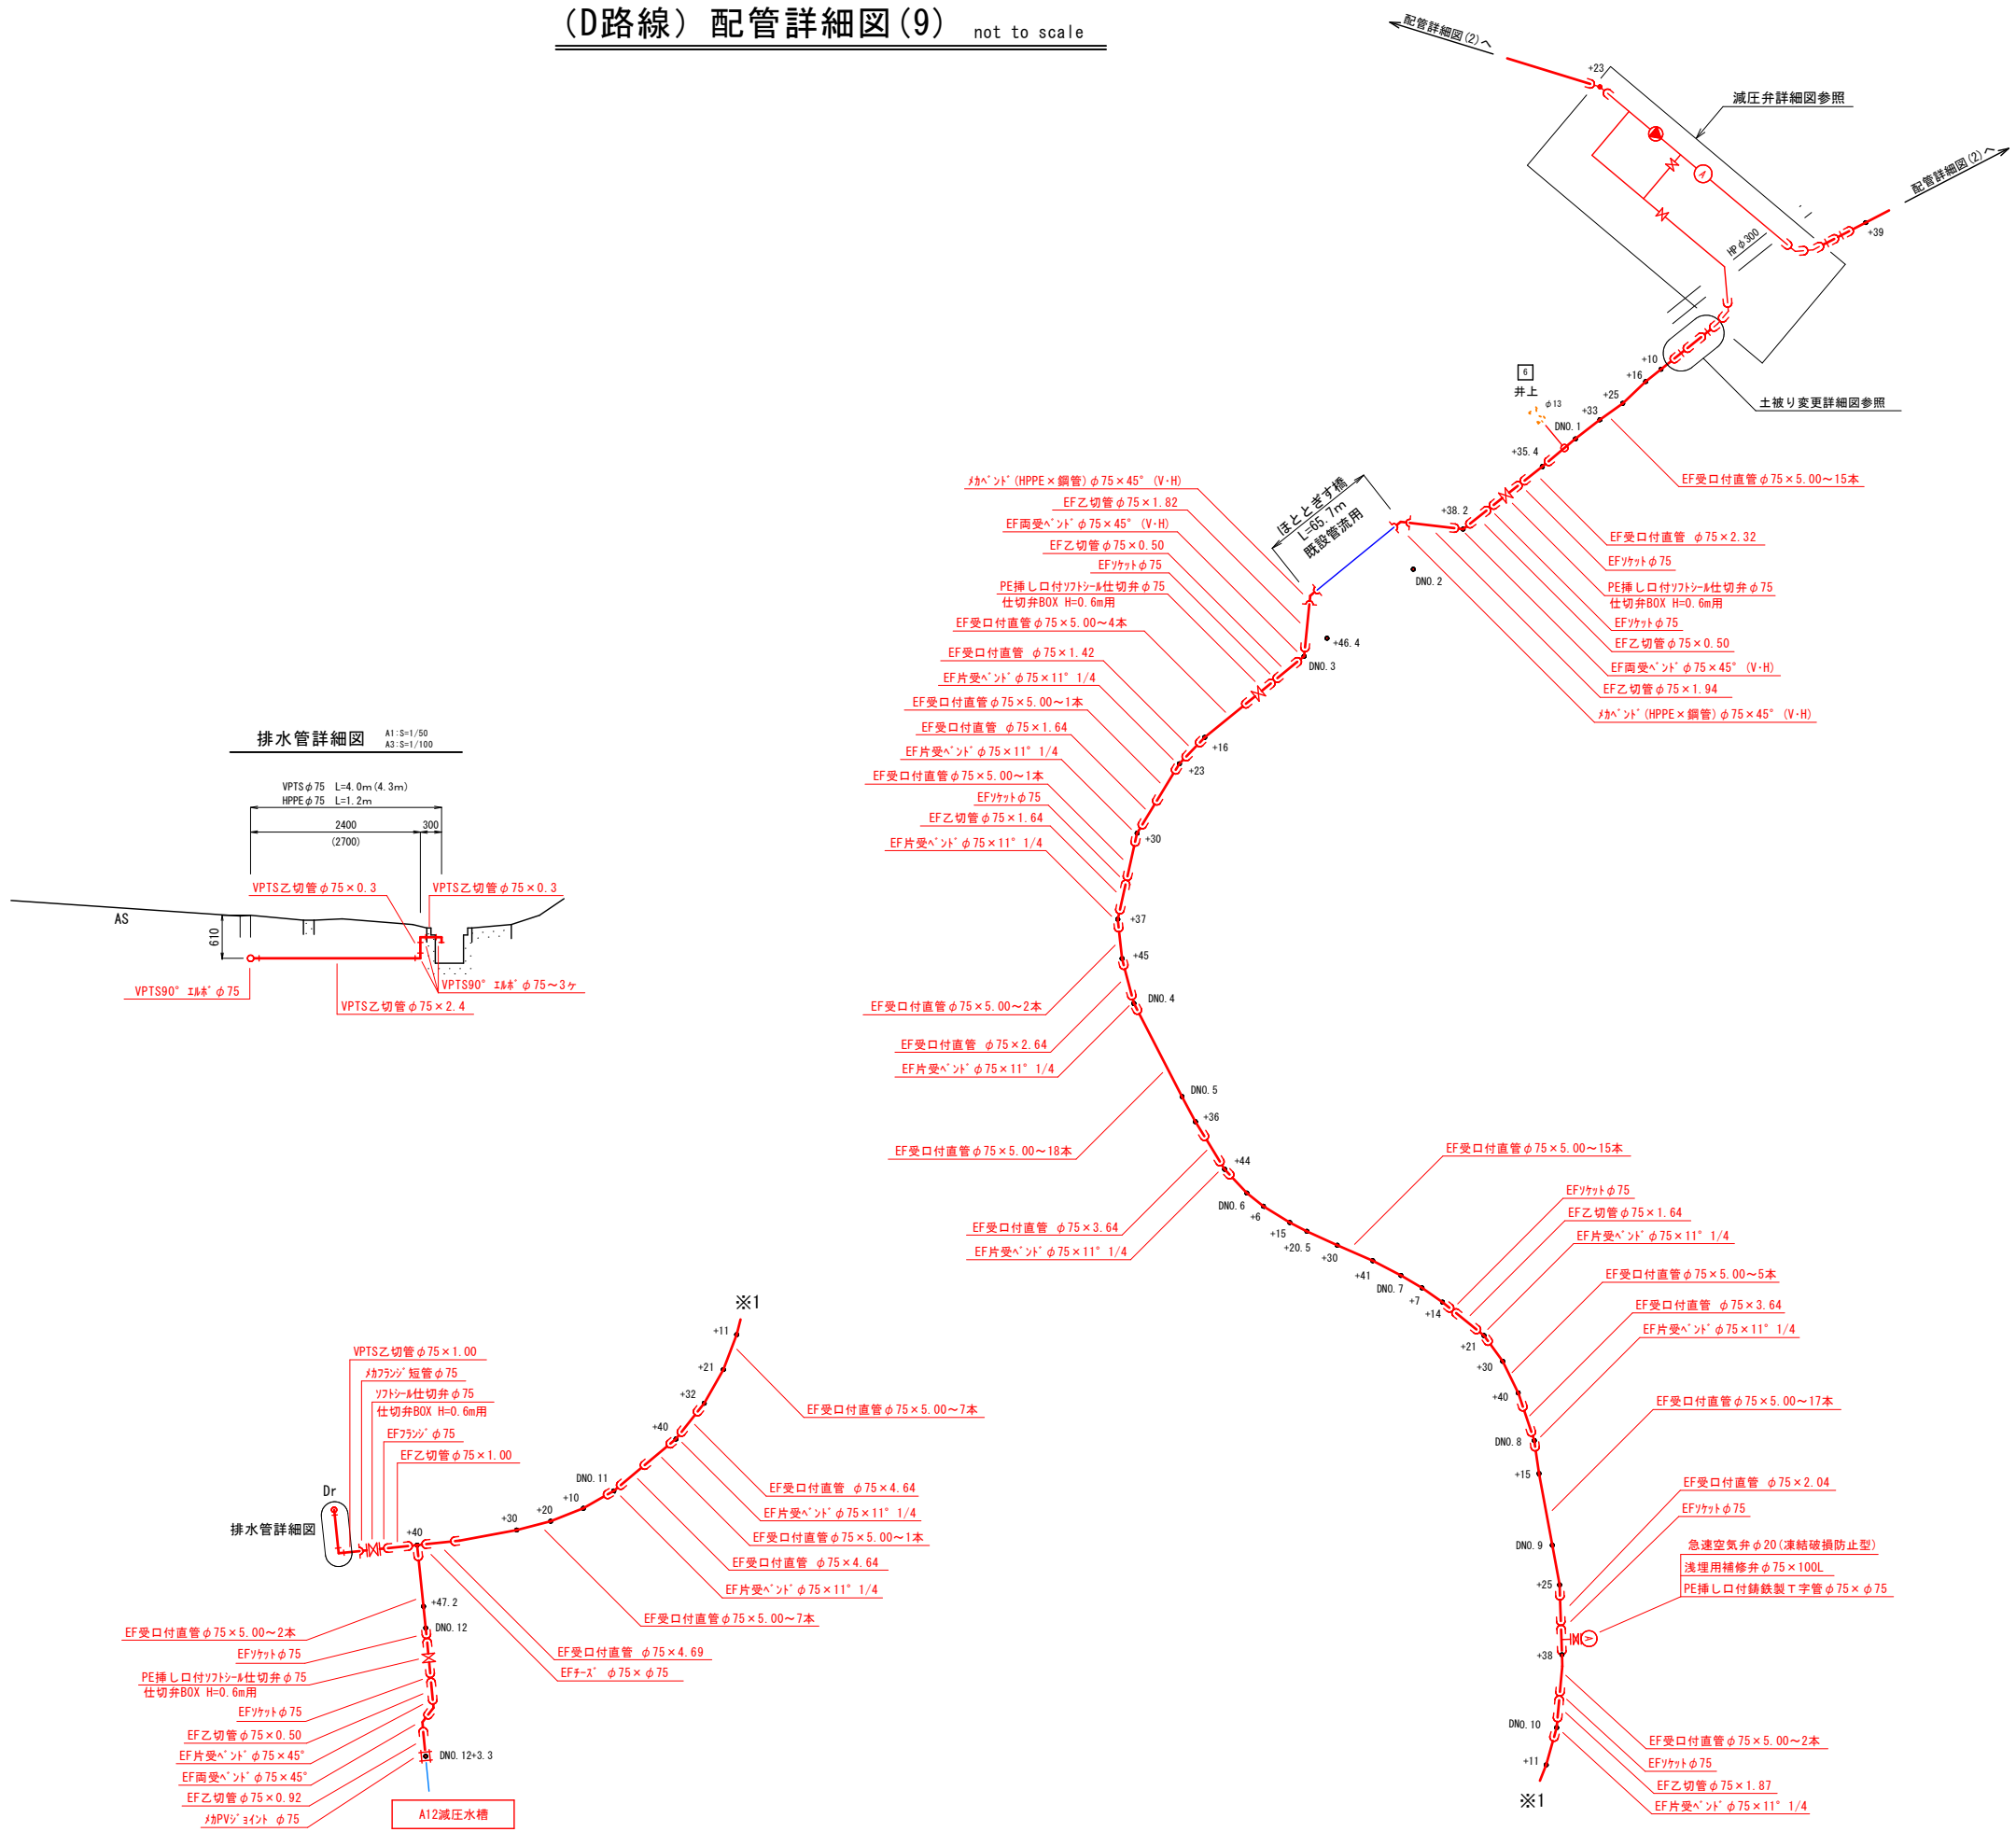 (D路線) 配管詳細図(9) not to scale
配管詳細図(2)へ
+23
減圧弁詳細図参照
A
配管詳細図(2)へ
+39
HPφ300
土被り変更詳細図参照
+10
+16
6
井上
φ13
+25
+33
DNO.1
+35.4
EF受口付直管φ75×5.00～15本
+38.2
ほととぎす橋
L=65.7m
既設管流用
DNO.2
EF受口付直管 φ75×2.32
EFソケットφ75
PE挿し口付ソフトシール仕切弁φ75
仕切弁BOX H=0.6m用
EFソケットφ75
EF乙切管φ75×0.50
EF両受ベンドφ75×45° (V・H)
EF乙切管φ75×1.94
メカベンド(HPPE×鋼管)φ75×45° (V・H)
メカベンド(HPPE×鋼管)φ75×45° (V・H)
EF乙切管φ75×1.82
EF両受ベンドφ75×45° (V・H)
EF乙切管φ75×0.50
EFソケットφ75
PE挿し口付ソフトシール仕切弁φ75
仕切弁BOX H=0.6m用
EF受口付直管φ75×5.00～4本
EF受口付直管 φ75×1.42
EF片受ベンドφ75×11° 1/4
EF受口付直管φ75×5.00～1本
EF受口付直管 φ75×1.64
EF片受ベンドφ75×11° 1/4
EF受口付直管φ75×5.00～1本
EFソケットφ75
EF乙切管φ75×1.64
EF片受ベンドφ75×11° 1/4
+46.4
DNO.3
+16
+23
+30
+37
+45
DNO.4
EF受口付直管φ75×5.00～2本
EF受口付直管 φ75×2.64
EF片受ベンドφ75×11° 1/4
DNO.5
+36
EF受口付直管φ75×5.00～18本
+44
EF受口付直管 φ75×3.64
EF片受ベンドφ75×11° 1/4
DNO.6
+6
+15
+20.5
+30
+41
DNO.7
+7
+14
+21
+30
+40
DNO.8
+15
DNO.9
+25
+38
DNO.10
+11
※1
EF受口付直管φ75×5.00～15本
EFソケットφ75
EF乙切管φ75×1.64
EF片受ベンドφ75×11° 1/4
EF受口付直管φ75×5.00～5本
EF受口付直管 φ75×3.64
EF片受ベンドφ75×11° 1/4
EF受口付直管φ75×5.00～17本
EF受口付直管 φ75×2.04
EFソケットφ75
急速空気弁φ20(凍結破損防止型)
浅埋用補修弁φ75×100L
PE挿し口付鋳鉄製T字管φ75×φ75
A
EF受口付直管φ75×5.00～2本
EFソケットφ75
EF乙切管φ75×1.87
EF片受ベンドφ75×11° 1/4
排水管詳細図 A1:S=1/50
A3:S=1/100
VPTSφ75 L=4.0m(4.3m)
HPPEφ75 L=1.2m
2400
300
(2700)
VPTS乙切管φ75×0.3
VPTS乙切管φ75×0.3
AS
610
VPTS90° エルボφ75
VPTS90° エルボφ75～3ヶ
VPTS乙切管φ75×2.4
※1
+11
+21
+32
+40
DNO.11
+10
+20
+30
+40
EF受口付直管φ75×5.00～7本
EF受口付直管 φ75×4.64
EF片受ベンドφ75×11° 1/4
EF受口付直管φ75×5.00～1本
EF受口付直管 φ75×4.64
EF片受ベンドφ75×11° 1/4
EF受口付直管φ75×5.00～7本
EF受口付直管 φ75×4.69
EFチーズ φ75×φ75
VPTS乙切管φ75×1.00
メカフランジ短管φ75
ソフトシール仕切弁φ75
仕切弁BOX H=0.6m用
EFフランジφ75
EF乙切管φ75×1.00
Dr
排水管詳細図
+47.2
DNO.12
EF受口付直管φ75×5.00～2本
EFソケットφ75
PE挿し口付ソフトシール仕切弁φ75
仕切弁BOX H=0.6m用
EFソケットφ75
EF乙切管φ75×0.50
EF片受ベンドφ75×45°
EF両受ベンドφ75×45°
EF乙切管φ75×0.92
メカPVジョイント φ75
DNO.12+3.3
A12減圧水槽